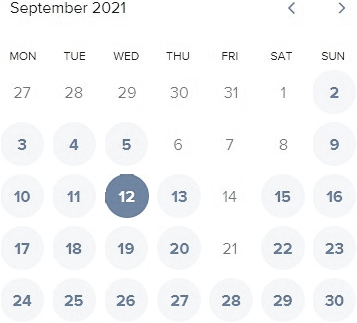 September 2021
MON TUE WED THU FRI SAT SUN
27 28 29 30 31 1 2
3 4 5 6 7 8 9
10 11 12 13 14 15 16
17 18 19 20 21 22 23
24 25 26 27 28 29 30